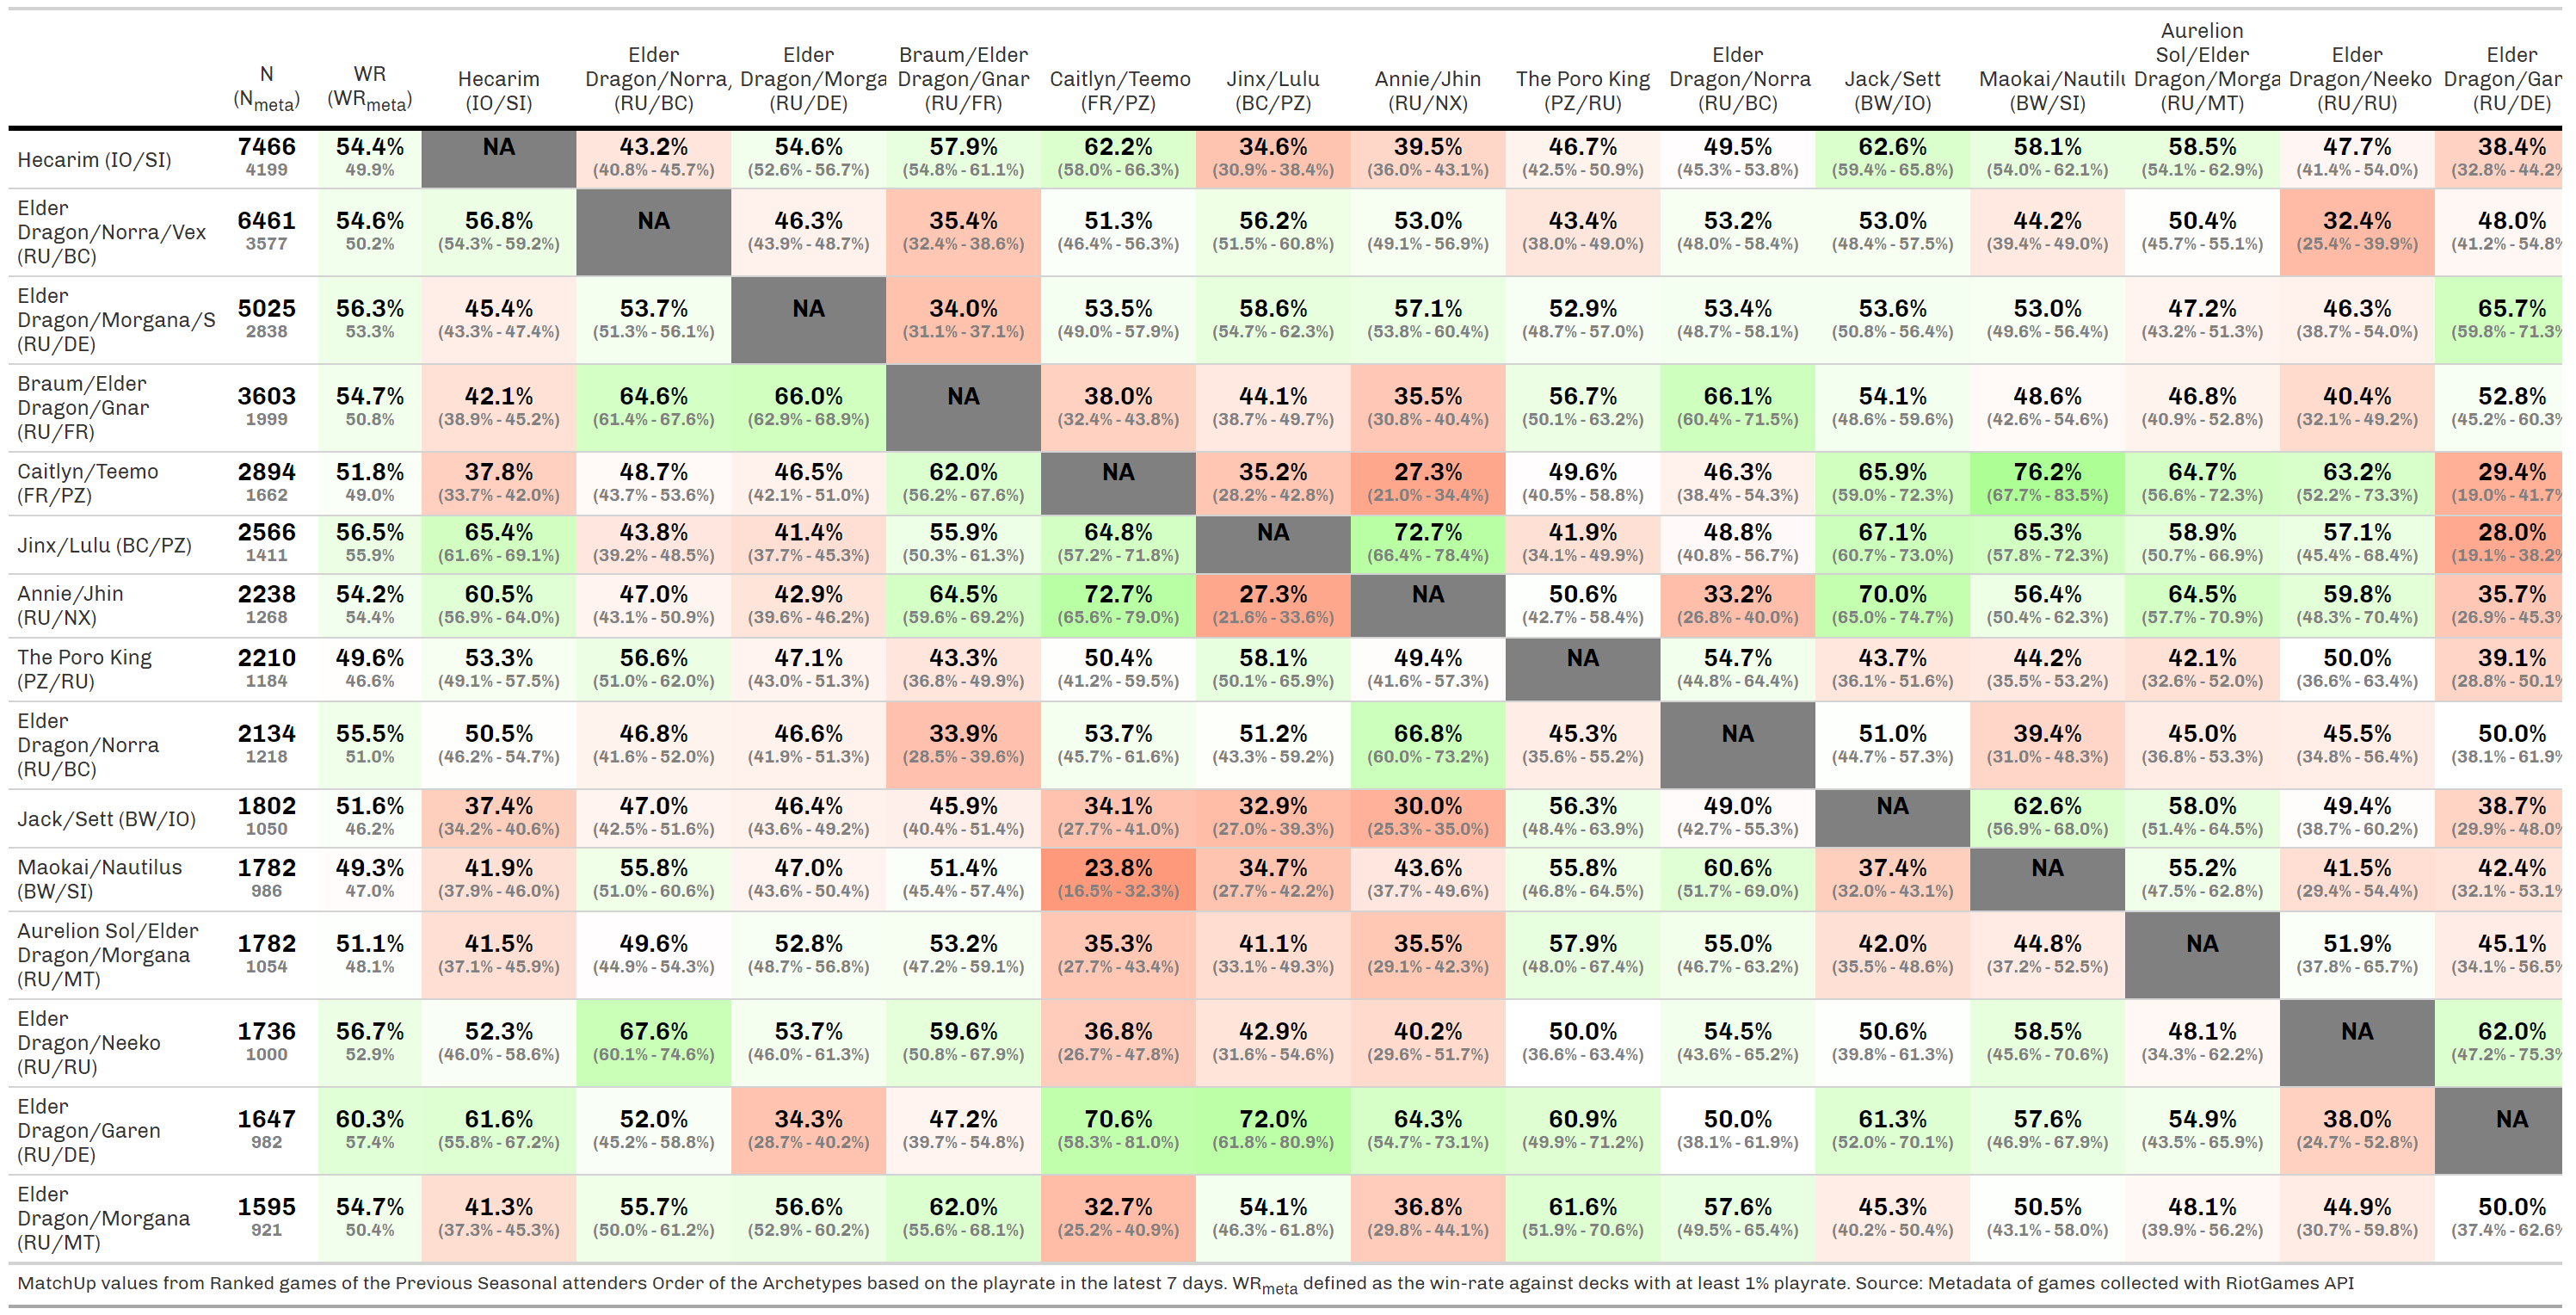 N (Nmeta) WR (WRmeta) Hecarim (IO/SI) Elder Dragon/Norra, (RU/BC) Elder Dragon/Morga (RU/DE) Braum/Elder Dragon/Gnar (RU/FR) Caitlyn/Teemo (FR/PZ) Jinx/Lulu (BC/PZ) Annie/Jhin (RU/NX) The Poro King (PZ/RU) Elder Dragon/Norra (RU/BC) Jack/Sett (BW/IO) Maokai/Nautilu (BW/SI) Aurelion Sol/Elder Dragon/Morga (RU/MT) Elder Dragon/Neeko (RU/RU) Elder Dragon/Gar (RU/DE)
Hecarim (IO/SI) 7466 54.4% NA 43.2% 54.6% 57.9% 62.2% 34.6% 39.5% 46.7% 49.5% 62.6% 58.1% 58.5% 47.7% 38.4%
4199 49.9% (40.8% - 45.7%) (52.6% - 56.7%) (54.8% - 61.1%) (58.0% - 66.3%) (30.9% - 38.4%) (36.0% - 43.1%) (42.5% - 50.9%) (45.3% - 53.8%) (59.4% - 65.8%) (54.0% - 62.1%) (54.1% - 62.9%) (41.4% - 54.0%) (32.8% - 44.2%
Elder Dragon/Norra/Vex (RU/BC) 6461 54.6% 56.8% NA 46.3% 35.4% 51.3% 56.2% 53.0% 43.4% 53.2% 53.0% 44.2% 50.4% 32.4% 48.0%
3577 50.2% (54.3% - 59.2%) (43.9% - 48.7%) (32.4% - 38.6%) (46.4% - 56.3%) (51.5% - 60.8%) (49.1% - 56.9%) (38.0% - 49.0%) (48.0% - 58.4%) (48.4% - 57.5%) (39.4% - 49.0%) (45.7% - 55.1%) (25.4% - 39.9%) (41.2% - 54.8%
Elder Dragon/Morgana/S (RU/DE) 5025 56.3% 45.4% 53.7% NA 34.0% 53.5% 58.6% 57.1% 52.9% 53.4% 53.6% 53.0% 47.2% 46.3% 65.7%
2838 53.3% (43.3% - 47.4%) (51.3% - 56.1%) (31.1% - 37.1%) (49.0% - 57.9%) (54.7% - 62.3%) (53.8% - 60.4%) (48.7% - 57.0%) (48.7% - 58.1%) (50.8% - 56.4%) (49.6% - 56.4%) (43.2% - 51.3%) (38.7% - 54.0%) (59.8% - 71.3%
Braum/Elder Dragon/Gnar (RU/FR) 3603 54.7% 42.1% 64.6% 66.0% NA 38.0% 44.1% 35.5% 56.7% 66.1% 54.1% 48.6% 46.8% 40.4% 52.8%
1999 50.8% (38.9% - 45.2%) (61.4% - 67.6%) (62.9% - 68.9%) (32.4% - 43.8%) (38.7% - 49.7%) (30.8% - 40.4%) (50.1% - 63.2%) (60.4% - 71.5%) (48.6% - 59.6%) (42.6% - 54.6%) (40.9% - 52.8%) (32.1% - 49.2%) (45.2% - 60.3%
Caitlyn/Teemo (FR/PZ) 2894 51.8% 37.8% 48.7% 46.5% 62.0% NA 35.2% 27.3% 49.6% 46.3% 65.9% 76.2% 64.7% 63.2% 29.4%
1662 49.0% (33.7% - 42.0%) (43.7% - 53.6%) (42.1% - 51.0%) (56.2% - 67.6%) (28.2% - 42.8%) (21.0% - 34.4%) (40.5% - 58.8%) (38.4% - 54.3%) (59.0% - 72.3%) (67.7% - 83.5%) (56.6% - 72.3%) (52.2% - 73.3%) (19.0% - 41.7%
Jinx/Lulu (BC/PZ) 2566 56.5% 65.4% 43.8% 41.4% 55.9% 64.8% NA 72.7% 41.9% 48.8% 67.1% 65.3% 58.9% 57.1% 28.0%
1411 55.9% (61.6% - 69.1%) (39.2% - 48.5%) (37.7% - 45.3%) (50.3% - 61.3%) (57.2% - 71.8%) (66.4% - 78.4%) (34.1% - 49.9%) (40.8% - 56.7%) (60.7% - 73.0%) (57.8% - 72.3%) (50.7% - 66.9%) (45.4% - 68.4%) (19.1% - 38.2%
Annie/Jhin (RU/NX) 2238 54.2% 60.5% 47.0% 42.9% 64.5% 72.7% 27.3% NA 50.6% 33.2% 70.0% 56.4% 64.5% 59.8% 35.7%
1268 54.4% (56.9% - 64.0%) (43.1% - 50.9%) (39.6% - 46.2%) (59.6% - 69.2%) (65.6% - 79.0%) (21.6% - 33.6%) (42.7% - 58.4%) (26.8% - 40.0%) (65.0% - 74.7%) (50.4% - 62.3%) (57.7% - 70.9%) (48.3% - 70.4%) (26.9% - 45.3%
The Poro King (PZ/RU) 2210 49.6% 53.3% 56.6% 47.1% 43.3% 50.4% 58.1% 49.4% NA 54.7% 43.7% 44.2% 42.1% 50.0% 39.1%
1184 46.6% (49.1% - 57.5%) (51.0% - 62.0%) (43.0% - 51.3%) (36.8% - 49.9%) (41.2% - 59.5%) (50.1% - 65.9%) (41.6% - 57.3%) (44.8% - 64.4%) (36.1% - 51.6%) (35.5% - 53.2%) (32.6% - 52.0%) (36.6% - 63.4%) (28.8% - 50.1%
Elder Dragon/Norra (RU/BC) 2134 55.5% 50.5% 46.8% 46.6% 33.9% 53.7% 51.2% 66.8% 45.3% NA 51.0% 39.4% 45.0% 45.5% 50.0%
1218 51.0% (46.2% - 54.7%) (41.6% - 52.0%) (41.9% - 51.3%) (28.5% - 39.6%) (45.7% - 61.6%) (43.3% - 59.2%) (60.0% - 73.2%) (35.6% - 55.2%) (44.7% - 57.3%) (31.0% - 48.3%) (36.8% - 53.3%) (34.8% - 56.4%) (38.1% - 61.9%
Jack/Sett (BW/IO) 1802 51.6% 37.4% 47.0% 46.4% 45.9% 34.1% 32.9% 30.0% 56.3% 49.0% NA 62.6% 58.0% 49.4% 38.7%
1050 46.2% (34.2% - 40.6%) (42.5% - 51.6%) (43.6% - 49.2%) (40.4% - 51.4%) (27.7% - 41.0%) (27.0% - 39.3%) (25.3% - 35.0%) (48.4% - 63.9%) (42.7% - 55.3%) (56.9% - 68.0%) (51.4% - 64.5%) (38.7% - 60.2%) (29.9% - 48.0%
Maokai/Nautilus (BW/SI) 1782 49.3% 41.9% 55.8% 47.0% 51.4% 23.8% 34.7% 43.6% 55.8% 60.6% 37.4% NA 55.2% 41.5% 42.4%
986 47.0% (37.9% - 46.0%) (51.0% - 60.6%) (43.6% - 50.4%) (45.4% - 57.4%) (16.5% - 32.3%) (27.7% - 42.2%) (37.7% - 49.6%) (46.8% - 64.5%) (51.7% - 69.0%) (32.0% - 43.1%) (47.5% - 62.8%) (29.4% - 54.4%) (32.1% - 53.1%
Aurelion Sol/Elder Dragon/Morgana (RU/MT) 1782 51.1% 41.5% 49.6% 52.8% 53.2% 35.3% 41.1% 35.5% 57.9% 55.0% 42.0% 44.8% NA 51.9% 45.1%
1054 48.1% (37.1% - 45.9%) (44.9% - 54.3%) (48.7% - 56.8%) (47.2% - 59.1%) (27.7% - 43.4%) (33.1% - 49.3%) (29.1% - 42.3%) (48.0% - 67.4%) (46.7% - 63.2%) (35.5% - 48.6%) (37.2% - 52.5%) (37.8% - 65.7%) (34.1% - 56.5%
Elder Dragon/Neeko (RU/RU) 1736 56.7% 52.3% 67.6% 53.7% 59.6% 36.8% 42.9% 40.2% 50.0% 54.5% 50.6% 58.5% 48.1% NA 62.0%
1000 52.9% (46.0% - 58.6%) (60.1% - 74.6%) (46.0% - 61.3%) (50.8% - 67.9%) (26.7% - 47.8%) (31.6% - 54.6%) (29.6% - 51.7%) (36.6% - 63.4%) (43.6% - 65.2%) (39.8% - 61.3%) (45.6% - 70.6%) (34.3% - 62.2%) (47.2% - 75.3%
Elder Dragon/Garen (RU/DE) 1647 60.3% 61.6% 52.0% 34.3% 47.2% 70.6% 72.0% 64.3% 60.9% 50.0% 61.3% 57.6% 54.9% 38.0% NA
982 57.4% (55.8% - 67.2%) (45.2% - 58.8%) (28.7% - 40.2%) (39.7% - 54.8%) (58.3% - 81.0%) (61.8% - 80.9%) (54.7% - 73.1%) (49.9% - 71.2%) (38.1% - 61.9%) (52.0% - 70.1%) (46.9% - 67.9%) (43.5% - 65.9%) (24.7% - 52.8%)
Elder Dragon/Morgana (RU/MT) 1595 54.7% 41.3% 55.7% 56.6% 62.0% 32.7% 54.1% 36.8% 61.6% 57.6% 45.3% 50.5% 48.1% 44.9% 50.0%
921 50.4% (37.3% - 45.3%) (50.0% - 61.2%) (52.9% - 60.2%) (55.6% - 68.1%) (25.2% - 40.9%) (46.3% - 61.8%) (29.8% - 44.1%) (51.9% - 70.6%) (49.5% - 65.4%) (40.2% - 50.4%) (43.1% - 58.0%) (39.9% - 56.2%) (30.7% - 59.8%) (37.4% - 62.6%
MatchUp values from Ranked games of the Previous Seasonal attenders Order of the Archetypes based on the playrate in the latest 7 days. WRmeta defined as the win-rate against decks with at least 1% playrate. Source: Metadata of games collected with RiotGames API